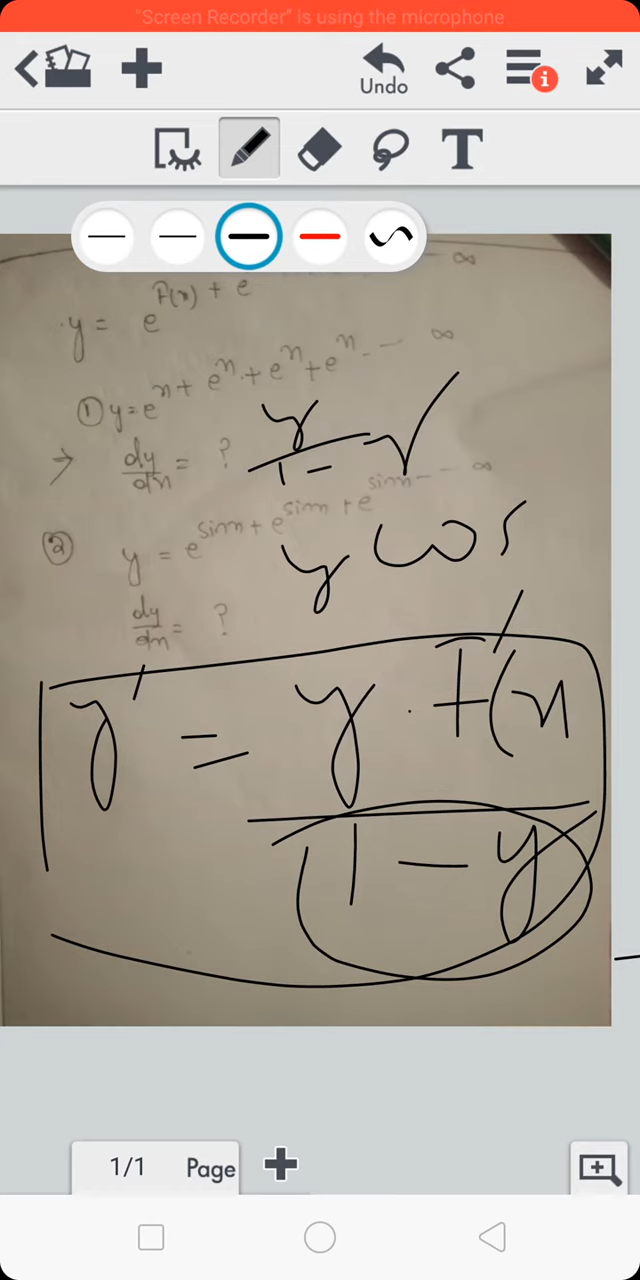 "Screen Recorder" is using the microphone
Undo
i
T
y = e^F(x) + e -- ∞
① y = e^x + e^x + e^x + e^x -- - ∞
→ dy/dx = ?
y/1- √
② y = e^sinx + e^sinx + e^sinx -- - ∞
y cos
dy/dx = ?
y' = y . f'(x
1 - y
1/1 Page